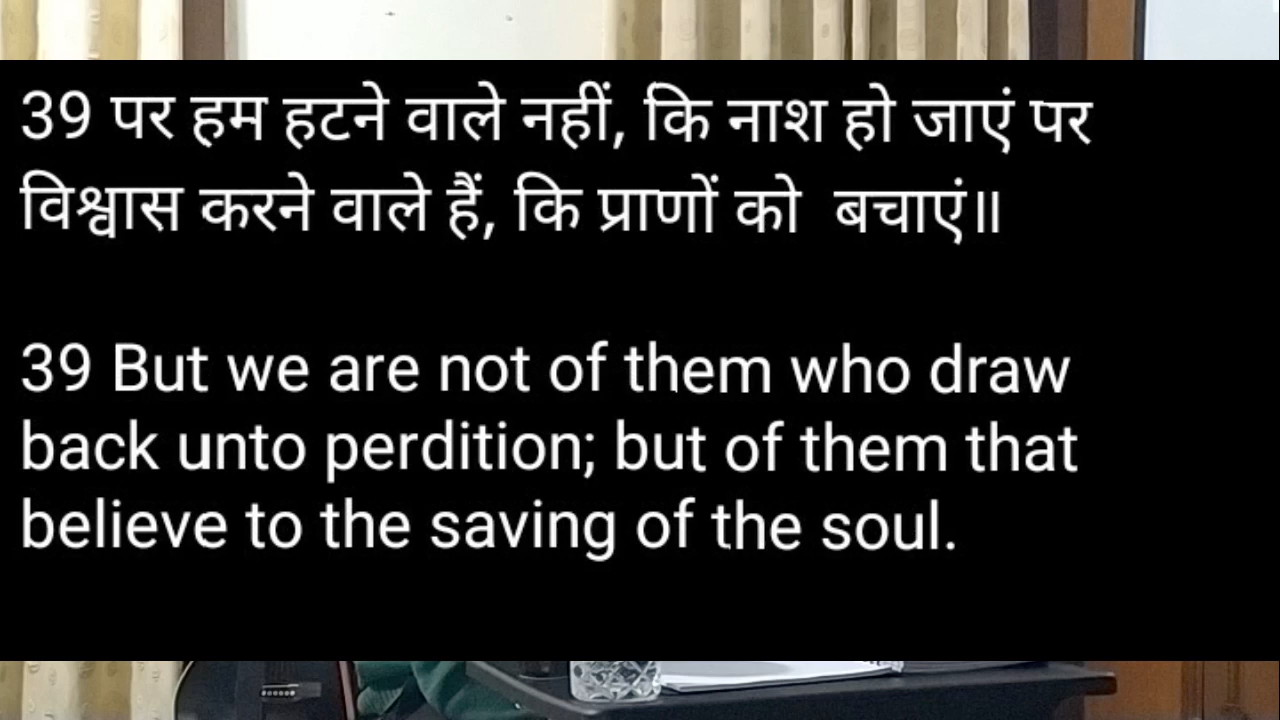 39 पर हम हटने वाले नहीं, कि नाश हो जाएं पर
विश्वास करने वाले हैं, कि प्राणों को बचाएं॥
39 But we are not of them who draw
back unto perdition; but of them that
believe to the saving of the soul.